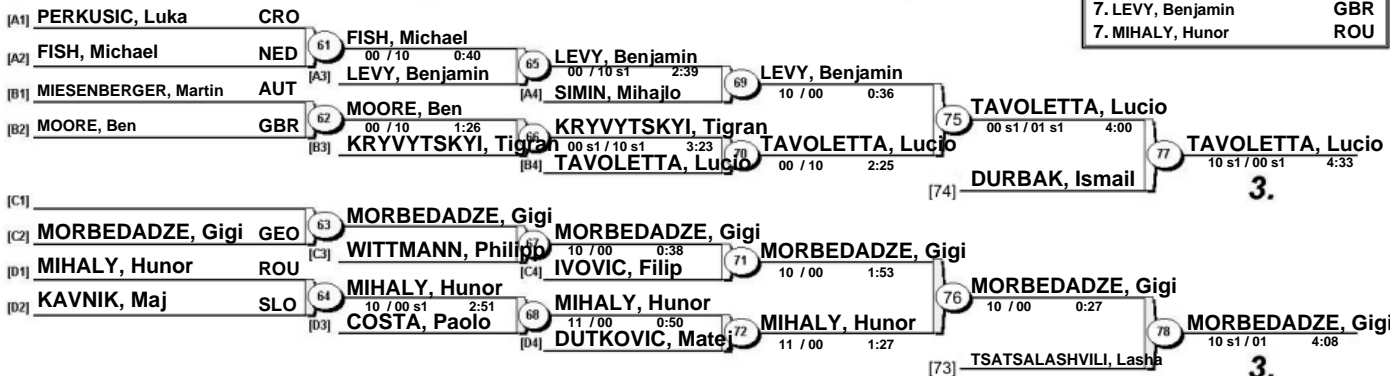 7. LEVY, Benjamin GBR
7. MIHALY, Hunor ROU
[A1] PERKUSIC, Luka CRO
[A2] FISH, Michael NED
61 FISH, Michael
00 / 10 0:40
[A3] LEVY, Benjamin
65 LEVY, Benjamin
00 / 10 s1 2:39
[A4] SIMIN, Mihajlo
69 LEVY, Benjamin
10 / 00 0:36
[B1] MIESENBERGER, Martin AUT
[B2] MOORE, Ben GBR
62 MOORE, Ben
00 / 10 1:26
[B3] KRYVYTSKYI, Tigran
66 KRYVYTSKYI, Tigran
00 s1 / 10 s1 3:23
[B4] TAVOLETTA, Lucio
70 TAVOLETTA, Lucio
00 / 10 2:25
75 TAVOLETTA, Lucio
00 s1 / 01 s1 4:00
[74] DURBAK, Ismail
77 TAVOLETTA, Lucio
10 s1 / 00 s1 4:33
3.
[C1]
[C2] MORBEDADZE, Gigi GEO
63 MORBEDADZE, Gigi
[C3] WITTMANN, Philipp
67 MORBEDADZE, Gigi
10 / 00 0:38
[C4] IVOVIC, Filip
71 MORBEDADZE, Gigi
10 / 00 1:53
[D1] MIHALY, Hunor ROU
[D2] KAVNIK, Maj SLO
64 MIHALY, Hunor
10 / 00 s1 2:51
[D3] COSTA, Paolo
68 MIHALY, Hunor
11 / 00 0:50
[D4] DUTKOVIC, Matej
72 MIHALY, Hunor
11 / 00 1:27
76 MORBEDADZE, Gigi
10 / 00 0:27
[73] TSATSALASHVILI, Lasha
78 MORBEDADZE, Gigi
10 s1 / 01 4:08
3.